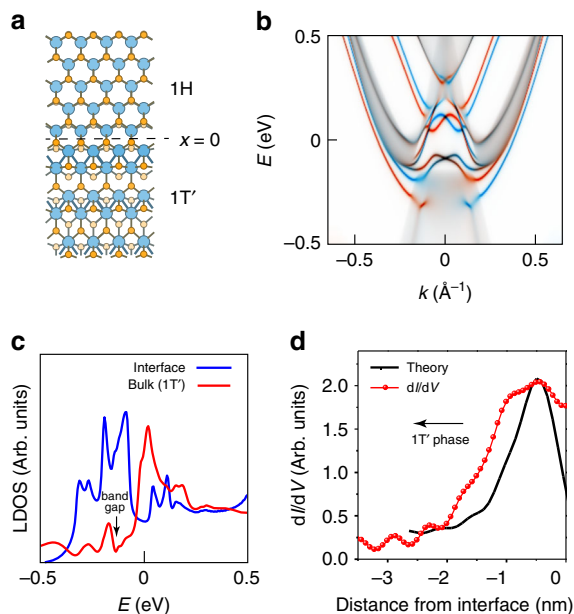 a
1H
x = 0
1T′
b
0.5
0
−0.5
E (eV)
−0.5
0
0.5
k (Å⁻¹)
c
Interface
Bulk (1T′)
band
gap
LDOS (Arb. units)
−0.5
0
0.5
E (eV)
d
Theory
dI/dV
1T′ phase
2.0
1.5
1.0
0.5
0.0
dI/dV (Arb. units)
−3
−2
−1
0
Distance from interface (nm)